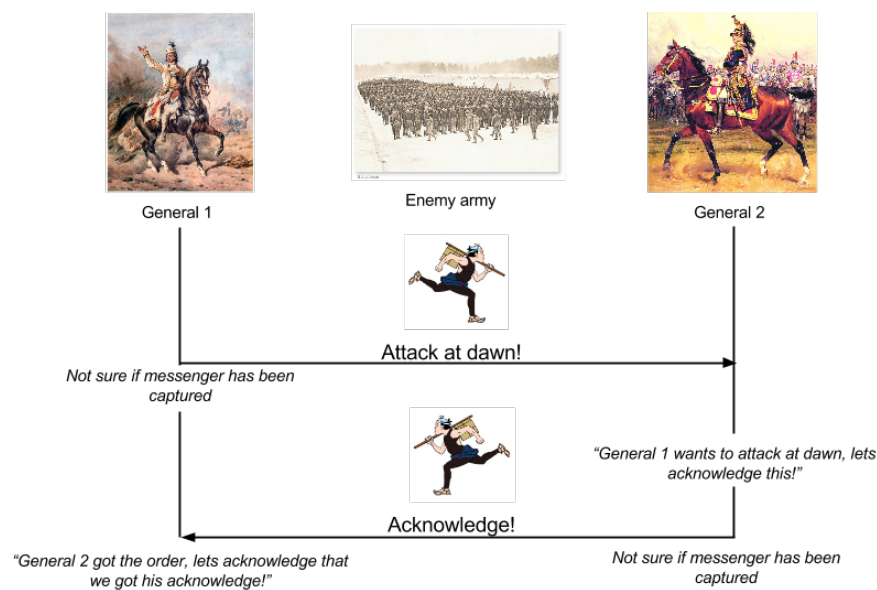 General 1
Enemy army
General 2
Attack at dawn!
Not sure if messenger has been
captured
“General 1 wants to attack at dawn, lets
acknowledge this!”
Acknowledge!
“General 2 got the order, lets acknowledge that
we got his acknowledge!”
Not sure if messenger has been
captured